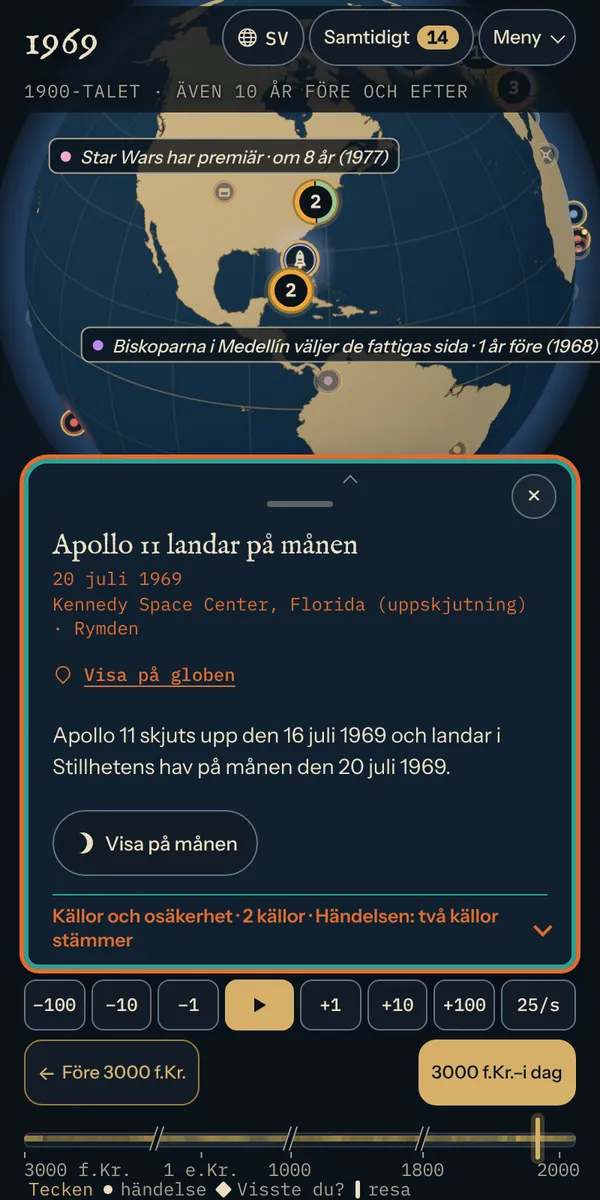 1969
SV
Samtidigt 14
Meny
1900-TALET · ÄVEN 10 ÅR FÖRE OCH EFTER
3
Star Wars har premiär · om 8 år (1977)
2
2
Biskoparna i Medellín väljer de fattigas sida · 1 år före (1968)
Apollo 11 landar på månen
20 juli 1969
Kennedy Space Center, Florida (uppskjutning)
· Rymden
Visa på globen
Apollo 11 skjuts upp den 16 juli 1969 och landar i
Stillhetens hav på månen den 20 juli 1969.
Visa på månen
Källor och osäkerhet · 2 källor · Händelsen: två källor
stämmer
−100 −10 −1 +1 +10 +100 25/s
← Före 3000 f.Kr. 3000 f.Kr.–i dag
3000 f.Kr. 1 e.Kr. 1000 1800 2000
Tecken händelse Visste du? resa